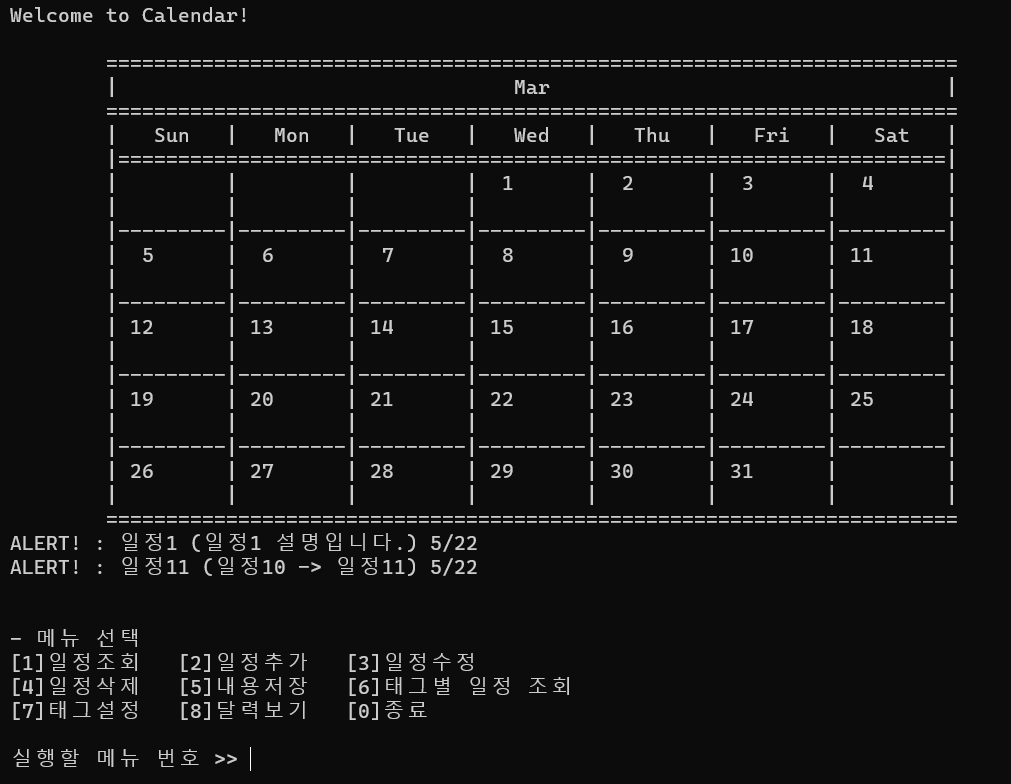 Welcome to Calendar!
=======================================================================
| Mar |
=======================================================================
| Sun | Mon | Tue | Wed | Thu | Fri | Sat |
|=====================================================================|
| | | | 1 | 2 | 3 | 4 |
| | | | | | | |
|---------|---------|---------|---------|---------|---------|---------|
| 5 | 6 | 7 | 8 | 9 | 10 | 11 |
| | | | | | | |
|---------|---------|---------|---------|---------|---------|---------|
| 12 | 13 | 14 | 15 | 16 | 17 | 18 |
| | | | | | | |
|---------|---------|---------|---------|---------|---------|---------|
| 19 | 20 | 21 | 22 | 23 | 24 | 25 |
| | | | | | | |
|---------|---------|---------|---------|---------|---------|---------|
| 26 | 27 | 28 | 29 | 30 | 31 | |
| | | | | | | |
=======================================================================
ALERT! : 일정1 (일정1 설명입니다.) 5/22
ALERT! : 일정11 (일정10 -> 일정11) 5/22
- 메뉴 선택
[1]일정조회 [2]일정추가 [3]일정수정
[4]일정삭제 [5]내용저장 [6]태그별 일정 조회
[7]태그설정 [8]달력보기 [0]종료
실행할 메뉴 번호 >>